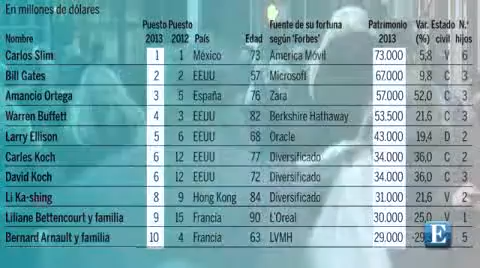 En millones de dólares
Puesto Puesto Fuente de su fortuna Patrimonio Var. Estado N.º
Nombre 2013 2012 País Edad según 'Forbes' 2013 (%) civil hijos
Carlos Slim 1 1 México 73 América Móvil 73.000 5,8 V 6
Bill Gates 2 2 EEUU 57 Microsoft 67.000 9,8 C 3
Amancio Ortega 3 5 España 76 Zara 57.000 52,0 C 3
Warren Buffett 4 3 EEUU 82 Berkshire Hathaway 53.500 21,6 C 3
Larry Ellison 5 6 EEUU 68 Oracle 43.000 19,4 D 2
Carles Koch 6 12 EEUU 77 Diversificado 34.000 36,0 C 2
David Koch 6 12 EEUU 72 Diversificado 34.000 36,0 C 3
Li Ka-shing 8 9 Hong Kong 84 Diversificado 31.000 21,6 V 2
Liliane Bettencourt y familia 9 15 Francia 90 L'Oreal 30.000 25,0 V 1
Bernard Arnault y familia 10 4 Francia 63 LVMH 29.000 5
E